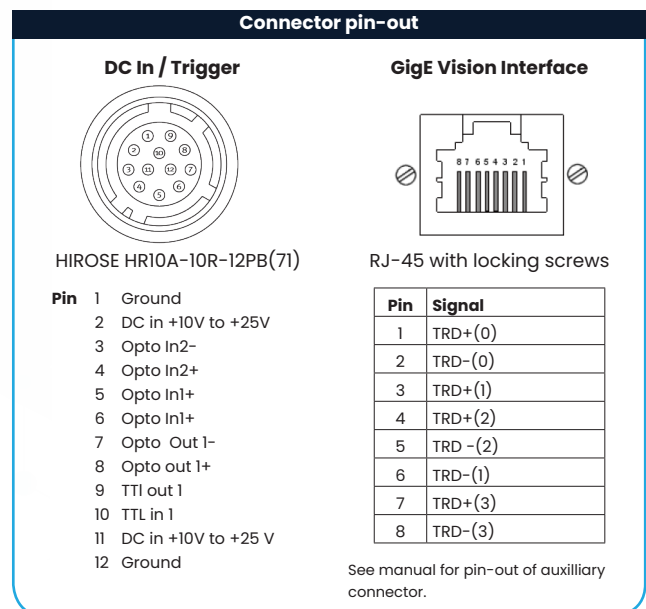 Connector pin-out
DC In / Trigger
1 9
2 10 8
3 11 12 7
4 6
5
HIROSE HR10A-10R-12PB(71)
Pin 1 Ground
2 DC in +10V to +25V
3 Opto In2-
4 Opto In2+
5 Opto In1+
6 Opto In1+
7 Opto Out 1-
8 Opto out 1+
9 TTl out 1
10 TTL in 1
11 DC in +10V to +25 V
12 Ground
GigE Vision Interface
8 7 6 5 4 3 2 1
RJ-45 with locking screws
Pin Signal
1 TRD+(0)
2 TRD-(0)
3 TRD+(1)
4 TRD+(2)
5 TRD -(2)
6 TRD-(1)
7 TRD+(3)
8 TRD-(3)
See manual for pin-out of auxilliary
connector.